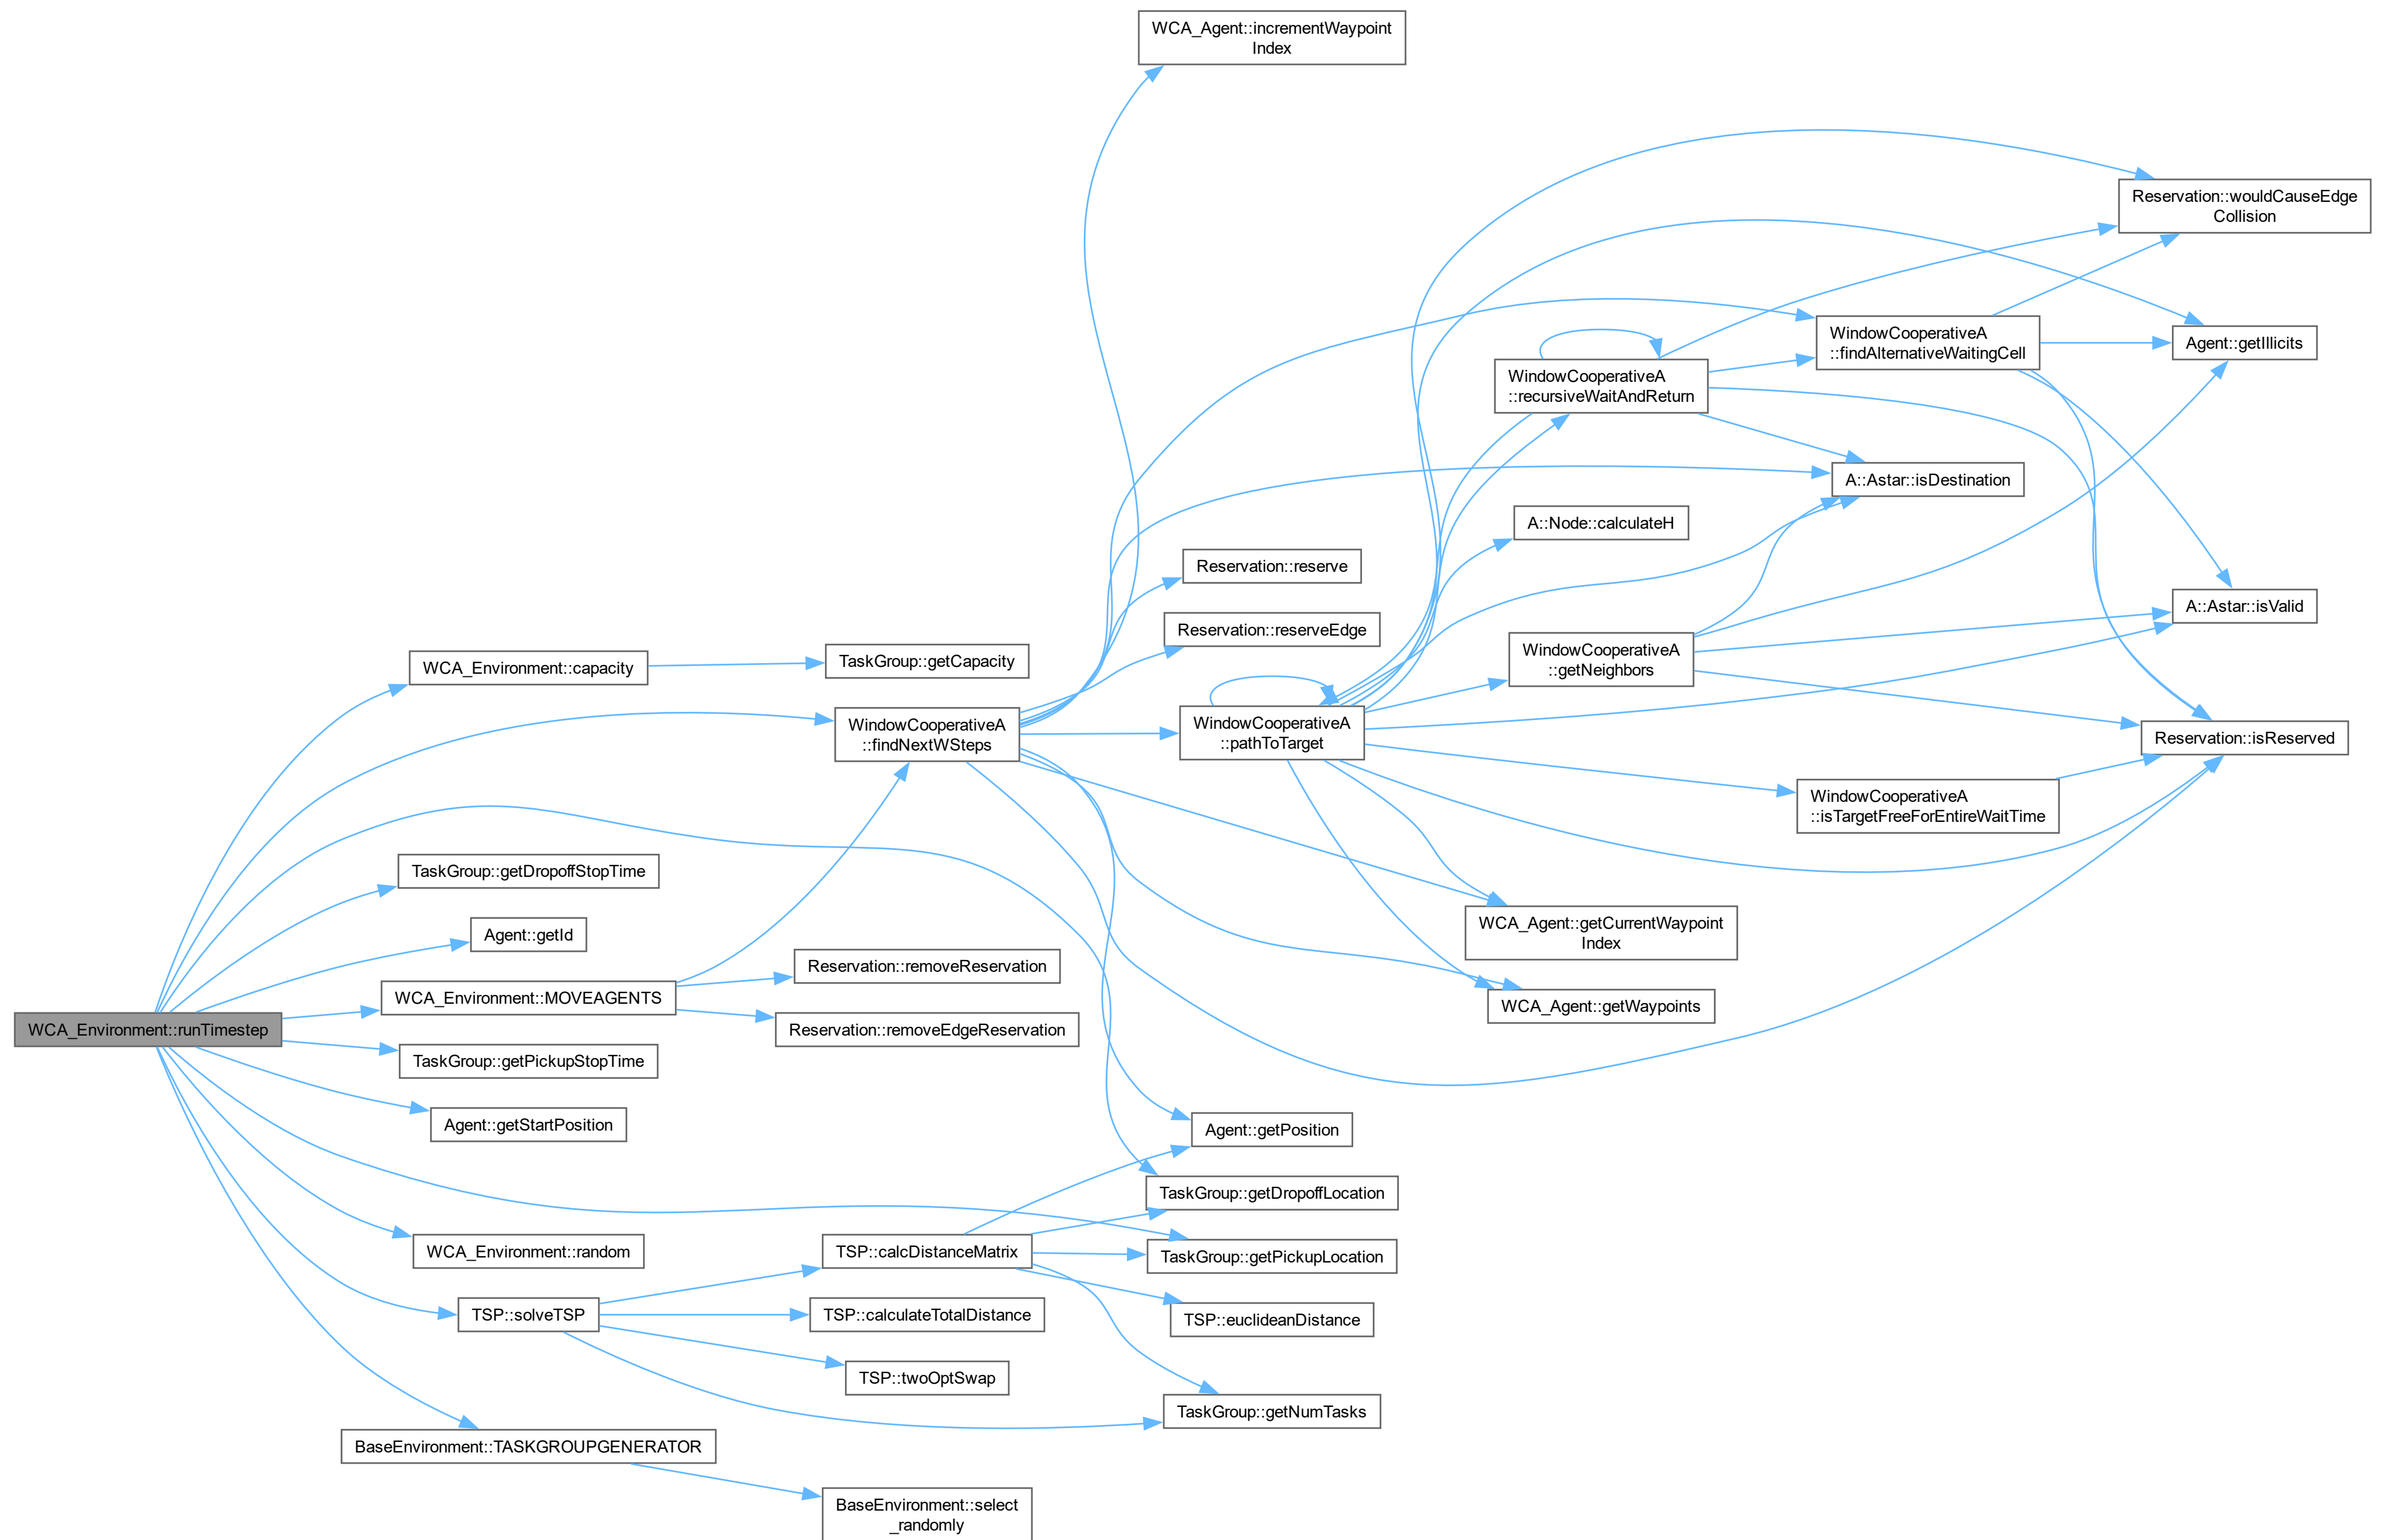 WCA_Agent::incrementWaypoint
Index
Reservation::wouldCauseEdge
Collision
WindowCooperativeA
::findAlternativeWaitingCell
Agent::getIllicits
WindowCooperativeA
::recursiveWaitAndReturn
A::Astar::isDestination
A::Node::calculateH
Reservation::reserve
A::Astar::isValid
Reservation::reserveEdge
WindowCooperativeA
::getNeighbors
WCA_Environment::capacity
TaskGroup::getCapacity
WindowCooperativeA
::findNextWSteps
WindowCooperativeA
::pathToTarget
Reservation::isReserved
WindowCooperativeA
::isTargetFreeForEntireWaitTime
TaskGroup::getDropoffStopTime
Agent::getId
WCA_Agent::getCurrentWaypoint
Index
Reservation::removeReservation
WCA_Environment::MOVEAGENTS
WCA_Agent::getWaypoints
WCA_Environment::runTimestep
Reservation::removeEdgeReservation
TaskGroup::getPickupStopTime
Agent::getStartPosition
Agent::getPosition
TaskGroup::getDropoffLocation
WCA_Environment::random
TSP::calcDistanceMatrix
TaskGroup::getPickupLocation
TSP::solveTSP
TSP::calculateTotalDistance
TSP::euclideanDistance
TSP::twoOptSwap
TaskGroup::getNumTasks
BaseEnvironment::TASKGROUPGENERATOR
BaseEnvironment::select
_randomly